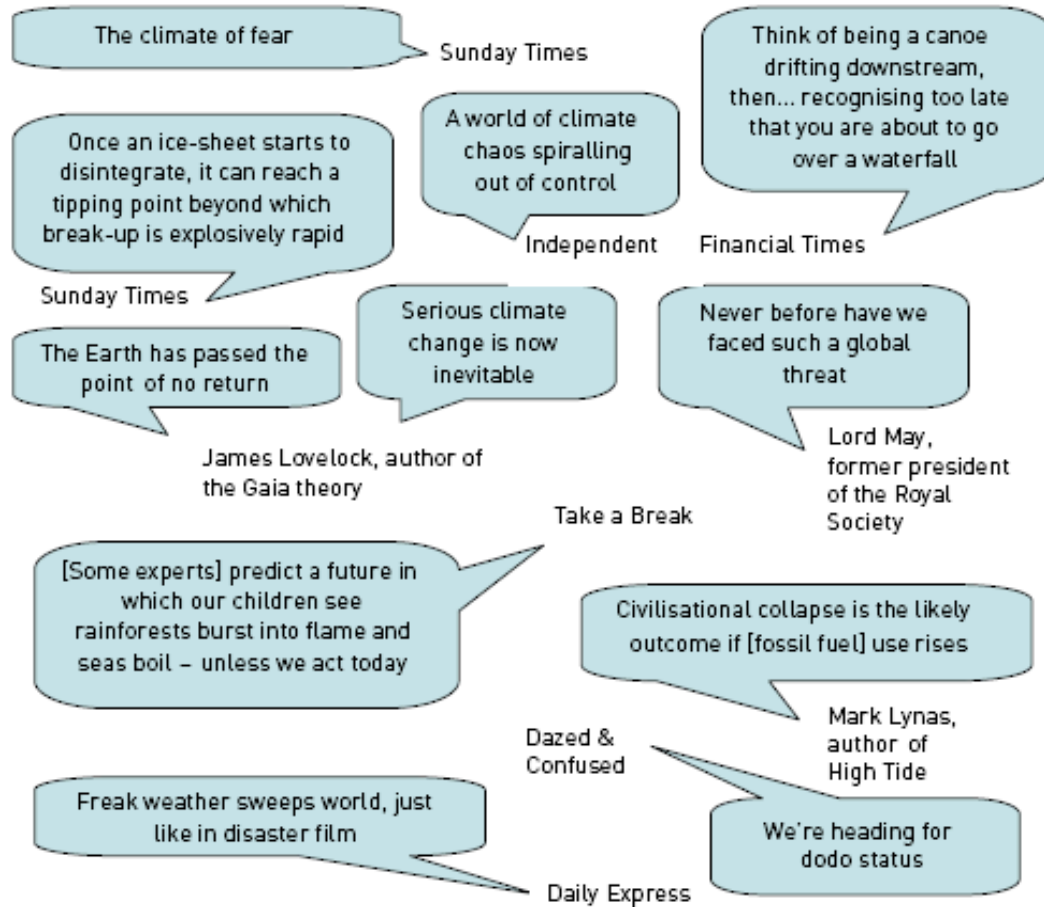 The climate of fear
Sunday Times
Think of being a canoe
drifting downstream,
then... recognising too late
that you are about to go
over a waterfall
Financial Times
A world of climate
chaos spiralling
out of control
Independent
Once an ice-sheet starts to
disintegrate, it can reach a
tipping point beyond which
break-up is explosively rapid
Sunday Times
The Earth has passed the
point of no return
Serious climate
change is now
inevitable
James Lovelock, author of
the Gaia theory
Never before have we
faced such a global
threat
Lord May,
former president
of the Royal
Society
Take a Break
[Some experts] predict a future in
which our children see
rainforests burst into flame and
seas boil – unless we act today
Civilisational collapse is the likely
outcome if [fossil fuel] use rises
Mark Lynas,
author of
High Tide
Dazed &
Confused
We're heading for
dodo status
Freak weather sweeps world, just
like in disaster film
Daily Express